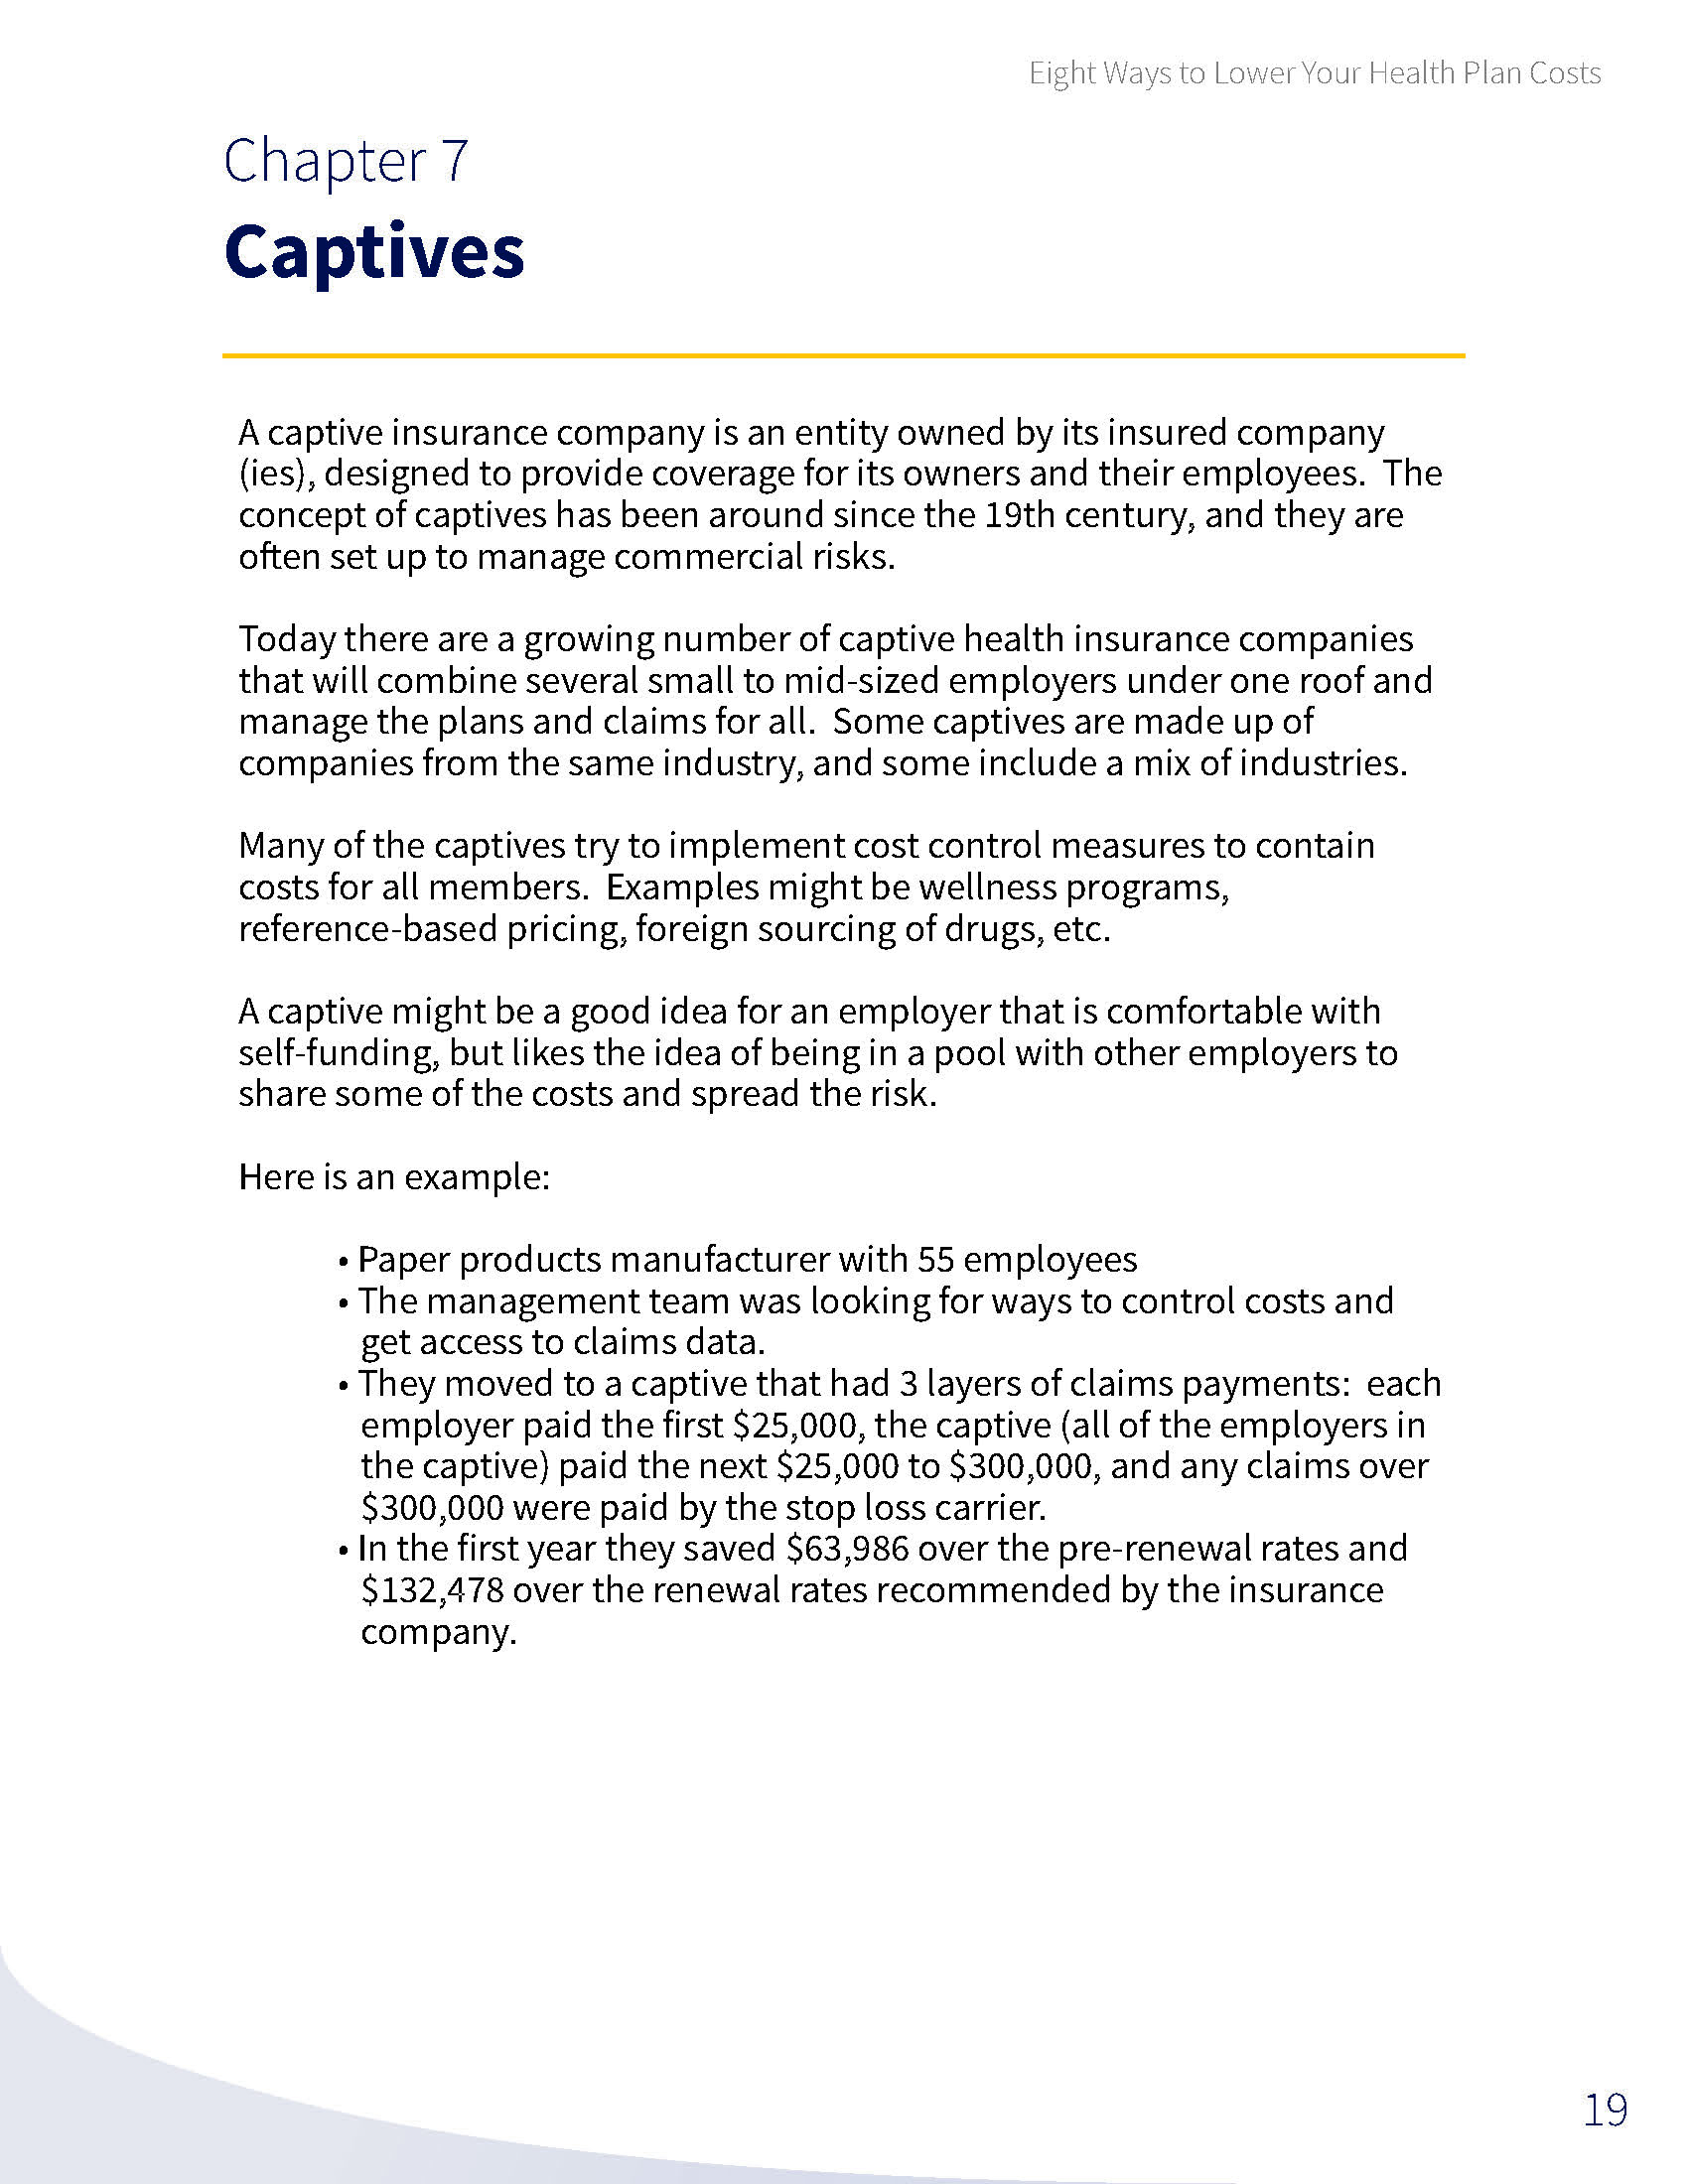 Eight Ways to Lower Your Health Plan Costs
Chapter 7
Captives
A captive insurance company is an entity owned by its insured company
(ies), designed to provide coverage for its owners and their employees.  The
concept of captives has been around since the 19th century, and they are
often set up to manage commercial risks.
Today there are a growing number of captive health insurance companies
that will combine several small to mid-sized employers under one roof and
manage the plans and claims for all.  Some captives are made up of
companies from the same industry, and some include a mix of industries.
Many of the captives try to implement cost control measures to contain
costs for all members.  Examples might be wellness programs,
reference-based pricing, foreign sourcing of drugs, etc.
A captive might be a good idea for an employer that is comfortable with
self-funding, but likes the idea of being in a pool with other employers to
share some of the costs and spread the risk.
Here is an example:
• Paper products manufacturer with 55 employees
• The management team was looking for ways to control costs and
get access to claims data.
• They moved to a captive that had 3 layers of claims payments:  each
employer paid the first $25,000, the captive (all of the employers in
the captive) paid the next $25,000 to $300,000, and any claims over
$300,000 were paid by the stop loss carrier.
• In the first year they saved $63,986 over the pre-renewal rates and
$132,478 over the renewal rates recommended by the insurance
company.
19